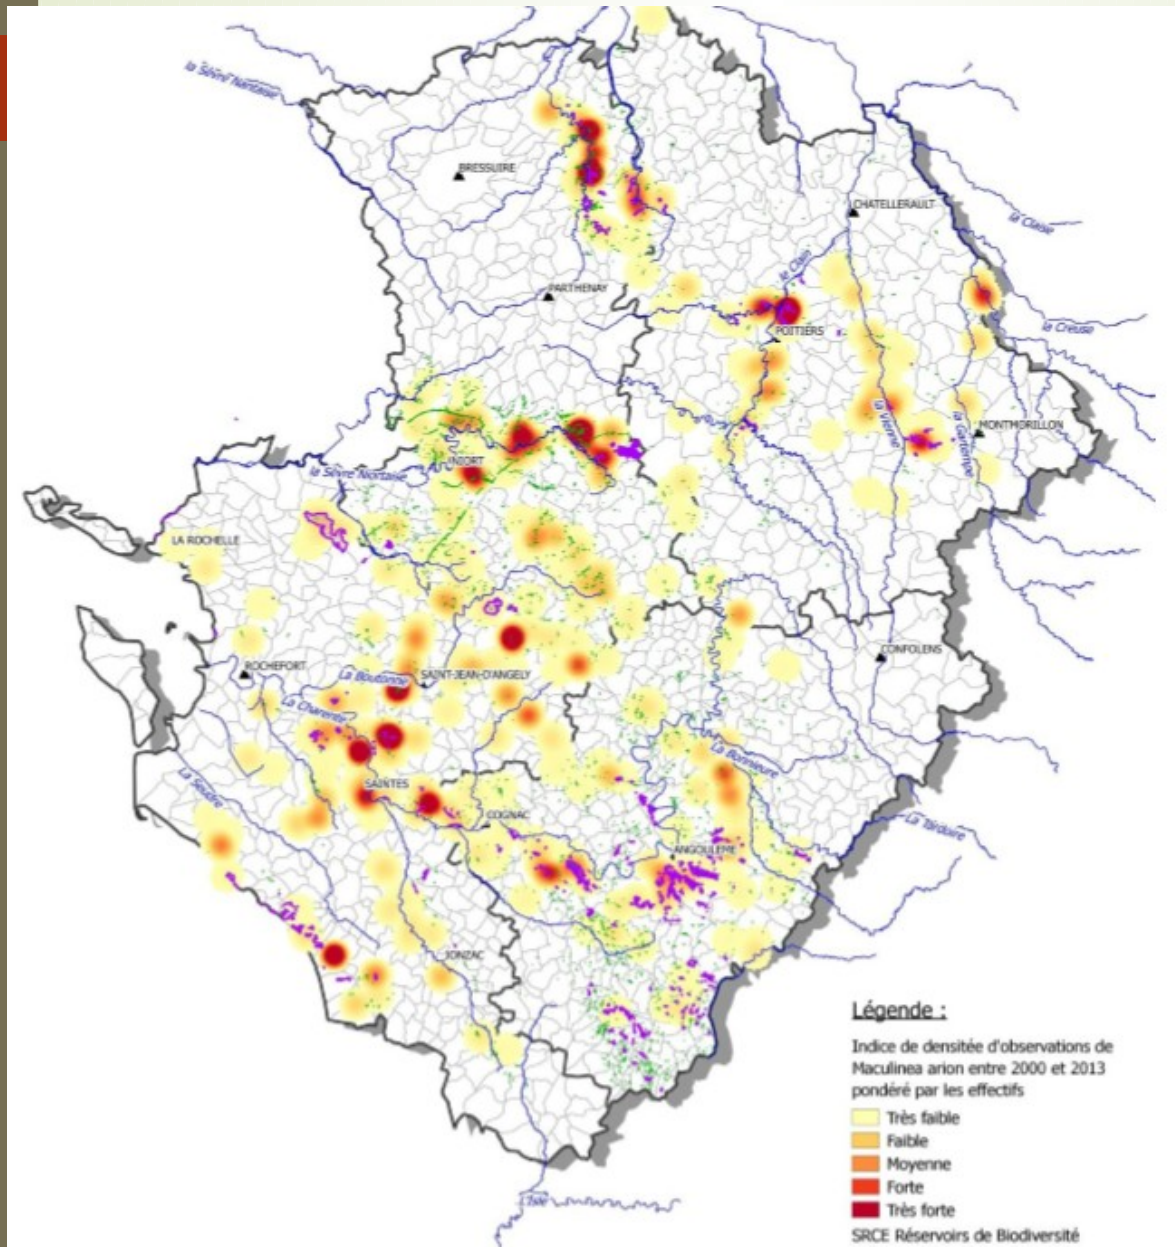 la Sèvre Nantaise
BRESSUIRE
CHATELLERAULT
la Claise
le Clain
PARTHENAY
la Creuse
POITIERS
la Vienne
la Gartempe
MONTMORILLON
NIORT
la Sèvre Niortaise
LA ROCHELLE
CONFOLENS
ROCHEFORT
La Boutonne
SAINT-JEAN-D'ANGELY
La Charente
La Bonnieure
La Seudre
SAINTES
COGNAC
La Tardoire
ANGOULEME
JONZAC
L'Isle
Légende :
Indice de densitée d'observations de
Maculinea arion entre 2000 et 2013
pondéré par les effectifs
Très faible
Faible
Moyenne
Forte
Très forte
SRCE Réservoirs de Biodiversité